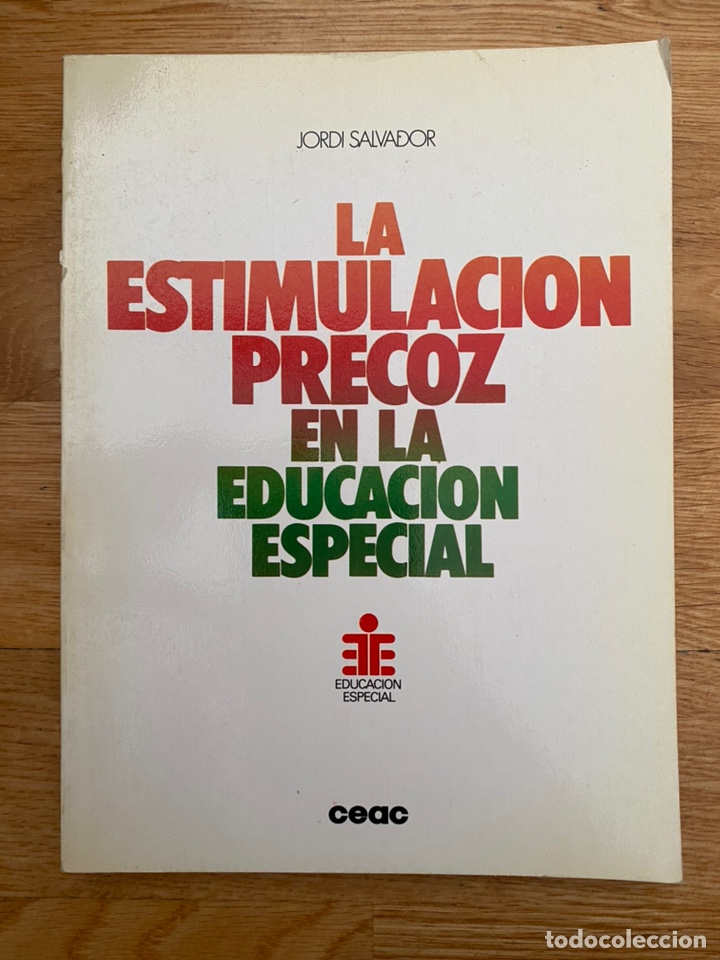 JORDI SALVADOR
LA
ESTIMULACION
PRECOZ
EN LA
EDUCACION
ESPECIAL
EDUCACION
ESPECIAL
ceac
todocoleccion